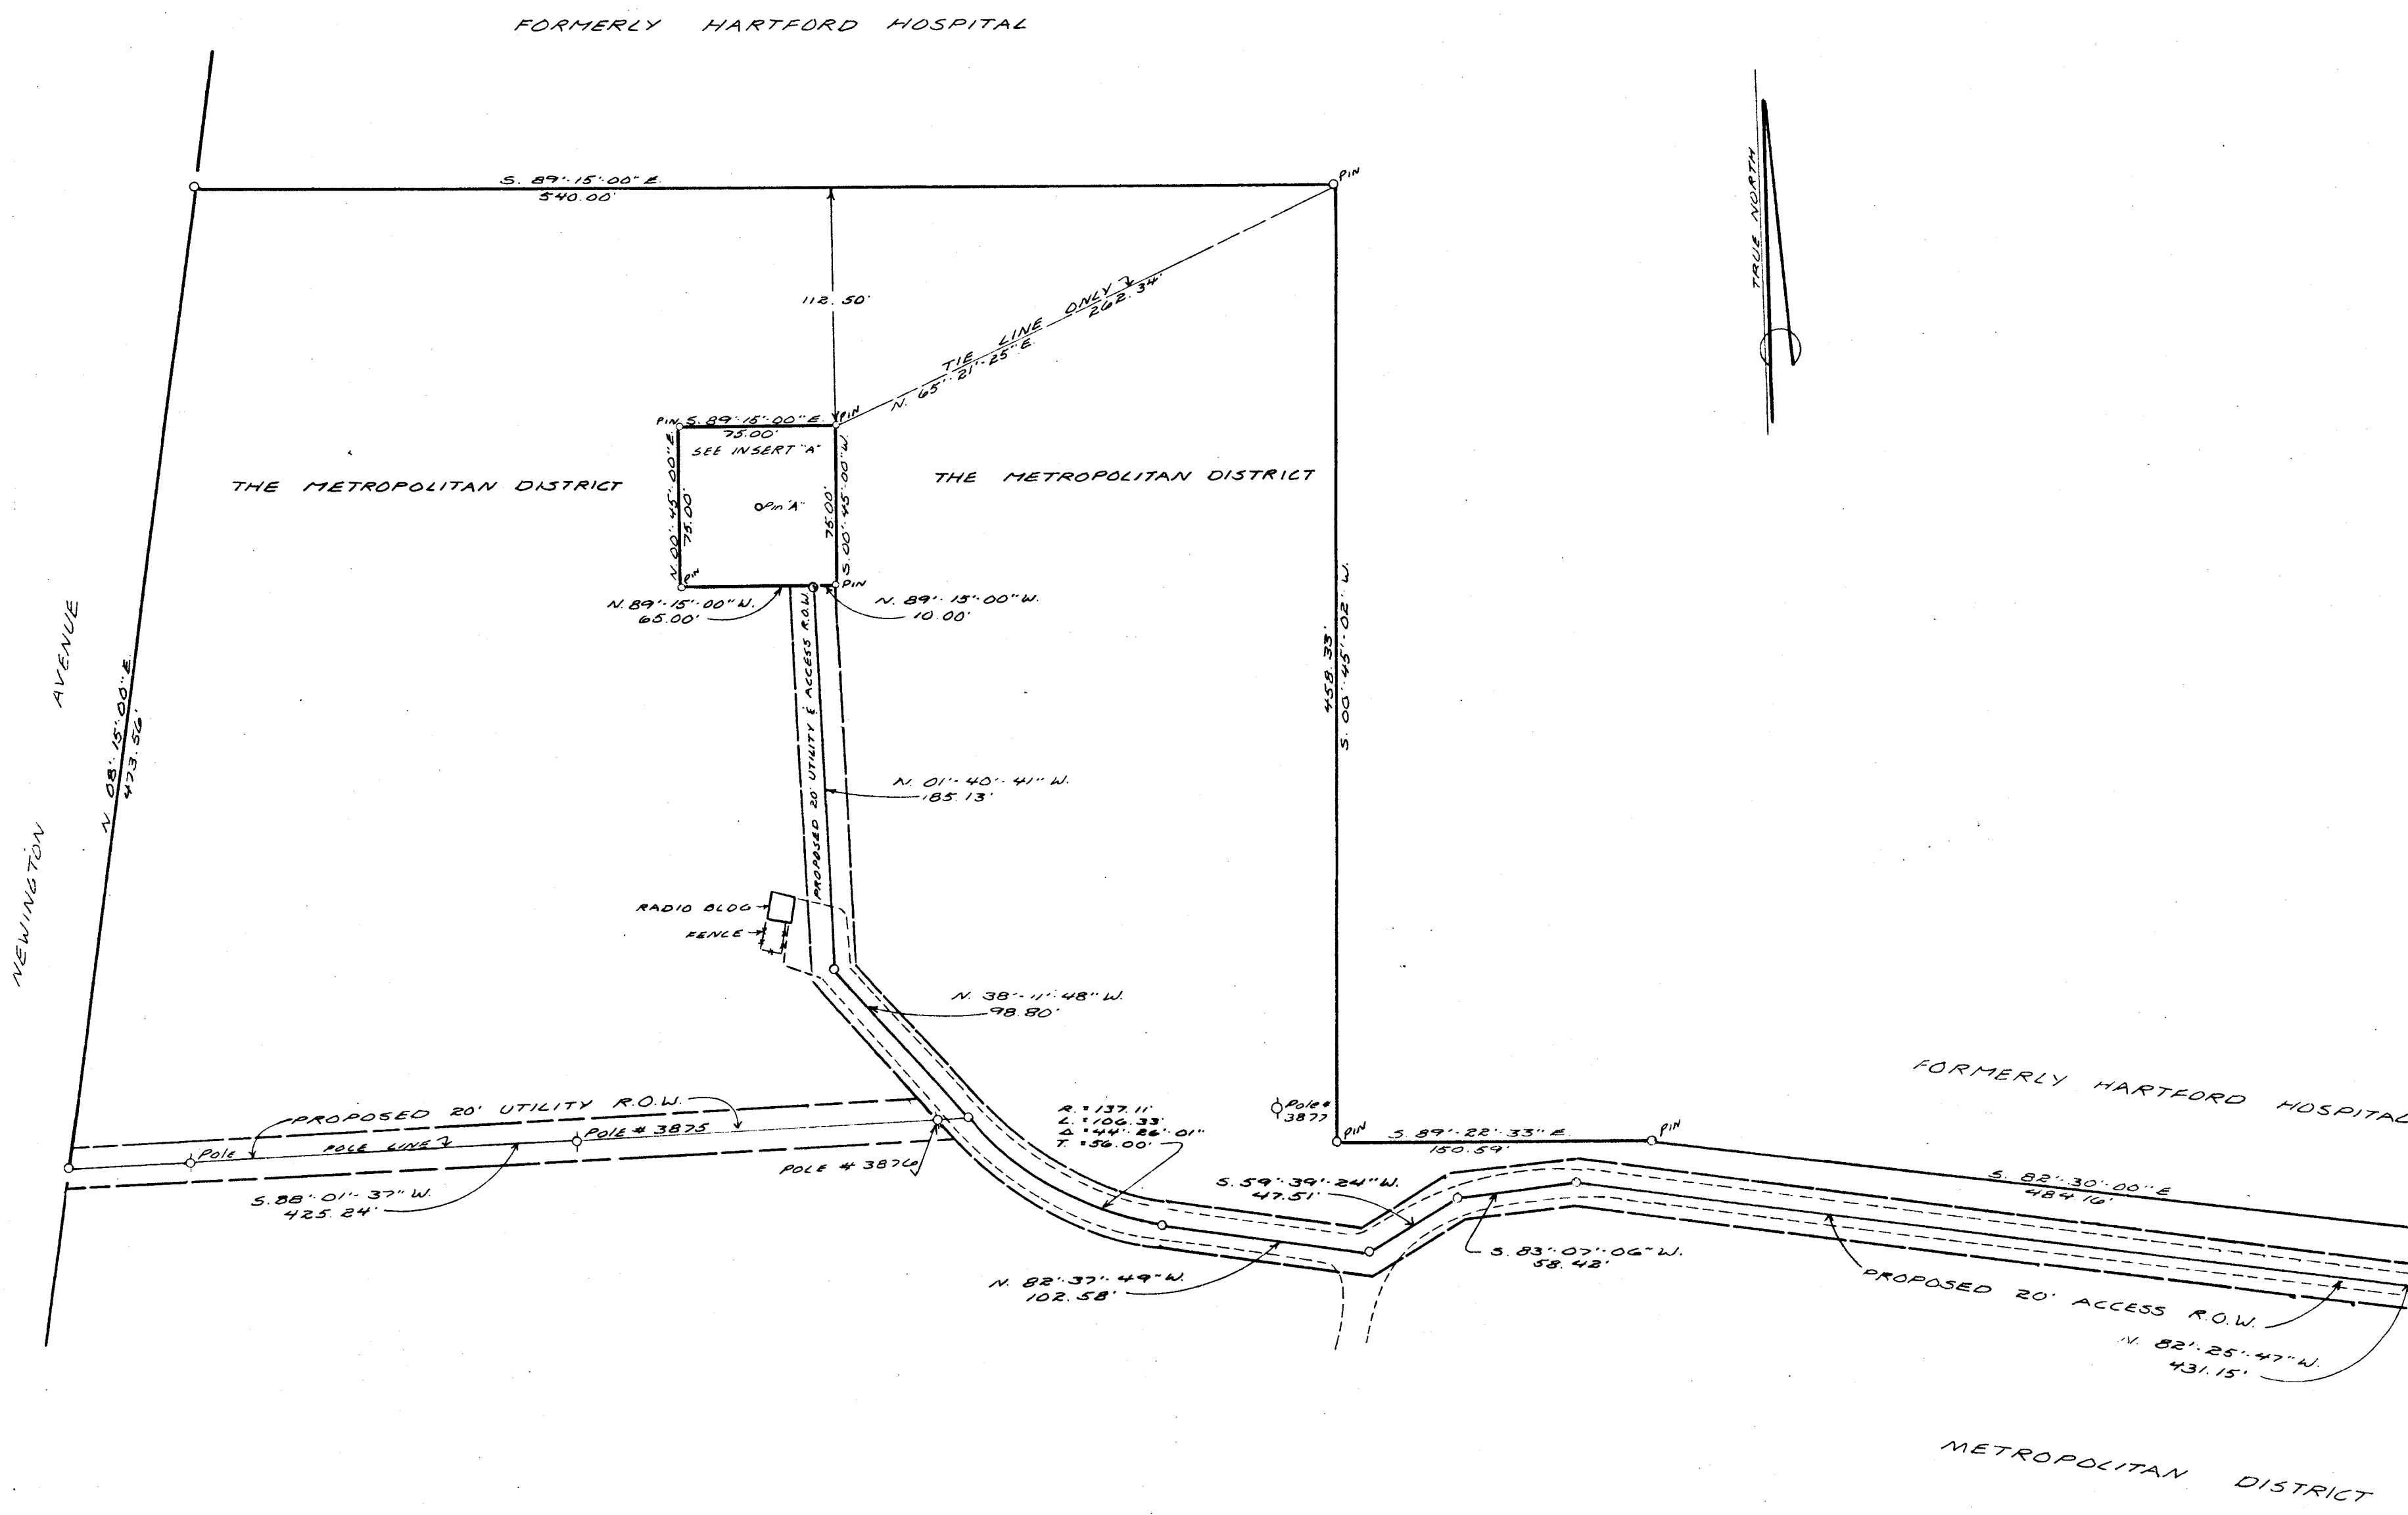 FORMERLY HARTFORD HOSPITAL
S. 89°-15'-00" E.
540.00'
PIN
TRUE NORTH
112.50'
TIE LINE ONLY
262.34'
N. 65°-21'-25" E.
PIN
S. 89°-15'-00" E.
PIN
75.00'
SEE INSERT "A"
N. 00°-45'-00" E.
75.00'
Pin "A"
75.00'
S. 00°-45'-00" W.
THE METROPOLITAN DISTRICT
THE METROPOLITAN DISTRICT
PIN
PIN
N. 89°-15'-00" W.
65.00'
N. 89°-15'-00" W.
10.00'
NEWINGTON AVENUE
N. 08°-15'-00" E.
473.56'
PROPOSED 20' UTILITY & ACCESS R.O.W.
458.33'
S. 00°-45'-02" W.
N. 01°-40'-41" W.
185.13'
RADIO BLDG
FENCE
N. 38°-11'-48" W.
98.80'
PROPOSED 20' UTILITY R.O.W.
Pole
POLE LINE
Pole # 3875
S. 88°-01'-37" W.
425.24'
POLE # 3876
R. = 137.11'
L. = 106.33'
Δ = 44°-26'-01"
T. = 56.00'
Pole #
3877
PIN
S. 89°-22'-33" E.
150.59'
PIN
FORMERLY HARTFORD HOSPITAL
S. 82°-30'-00" E
484.16'
S. 59°-39'-24" W.
47.51'
S. 83°-07'-06" W.
58.42'
N. 82°-37'-49" W.
102.58'
PROPOSED 20' ACCESS R.O.W.
N. 82°-25'-47" W.
431.15'
METROPOLITAN DISTRICT